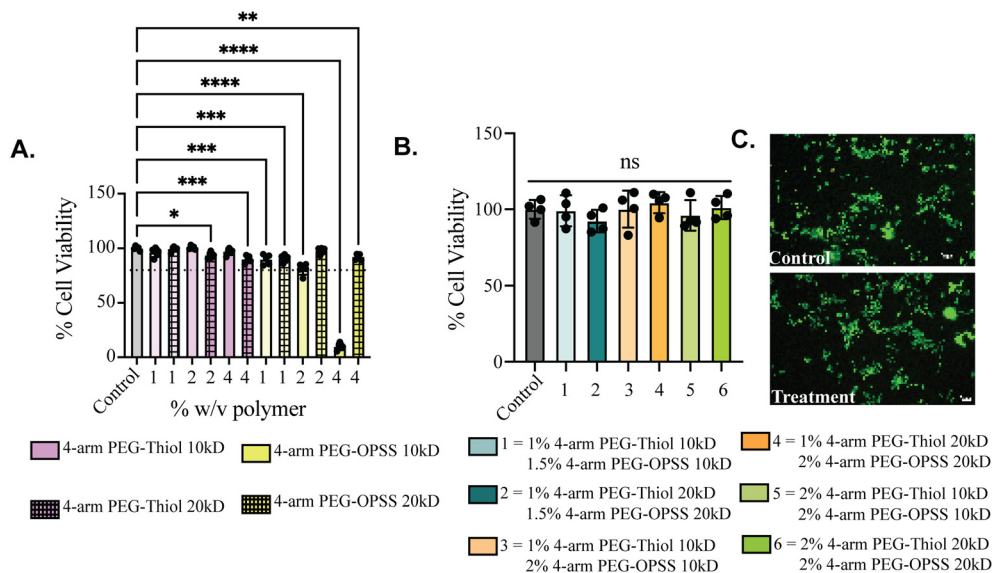 A.
**
****
****
***
***
***
*
% Cell Viability
150
100
50
0
Control
1
1
2
2
4
4
1
1
2
2
4
4
% w/v polymer
4-arm PEG-Thiol 10kD
4-arm PEG-OPSS 10kD
4-arm PEG-Thiol 20kD
4-arm PEG-OPSS 20kD
B.
% Cell Viability
150
100
50
0
ns
Control
1
2
3
4
5
6
1 = 1% 4-arm PEG-Thiol 10kD
1.5% 4-arm PEG-OPSS 10kD
2 = 1% 4-arm PEG-Thiol 20kD
1.5% 4-arm PEG-OPSS 20kD
3 = 1% 4-arm PEG-Thiol 10kD
2% 4-arm PEG-OPSS 10kD
4 = 1% 4-arm PEG-Thiol 20kD
2% 4-arm PEG-OPSS 20kD
5 = 2% 4-arm PEG-Thiol 10kD
2% 4-arm PEG-OPSS 10kD
6 = 2% 4-arm PEG-Thiol 20kD
2% 4-arm PEG-OPSS 20kD
C.
Control
Treatment